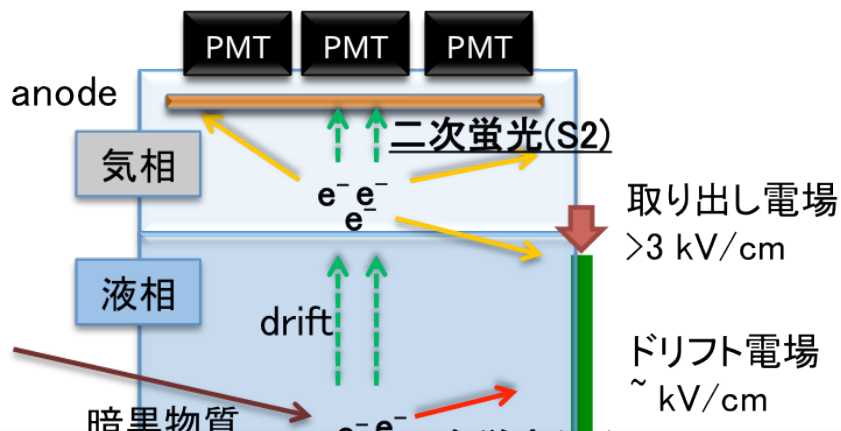 PMT PMT PMT
anode
二次蛍光(S2)
気相
e⁻ e⁻
e⁻
取り出し電場
>3 kV/cm
液相
drift
ドリフト電場
~ kV/cm
暗黒物質
e⁻ e⁻